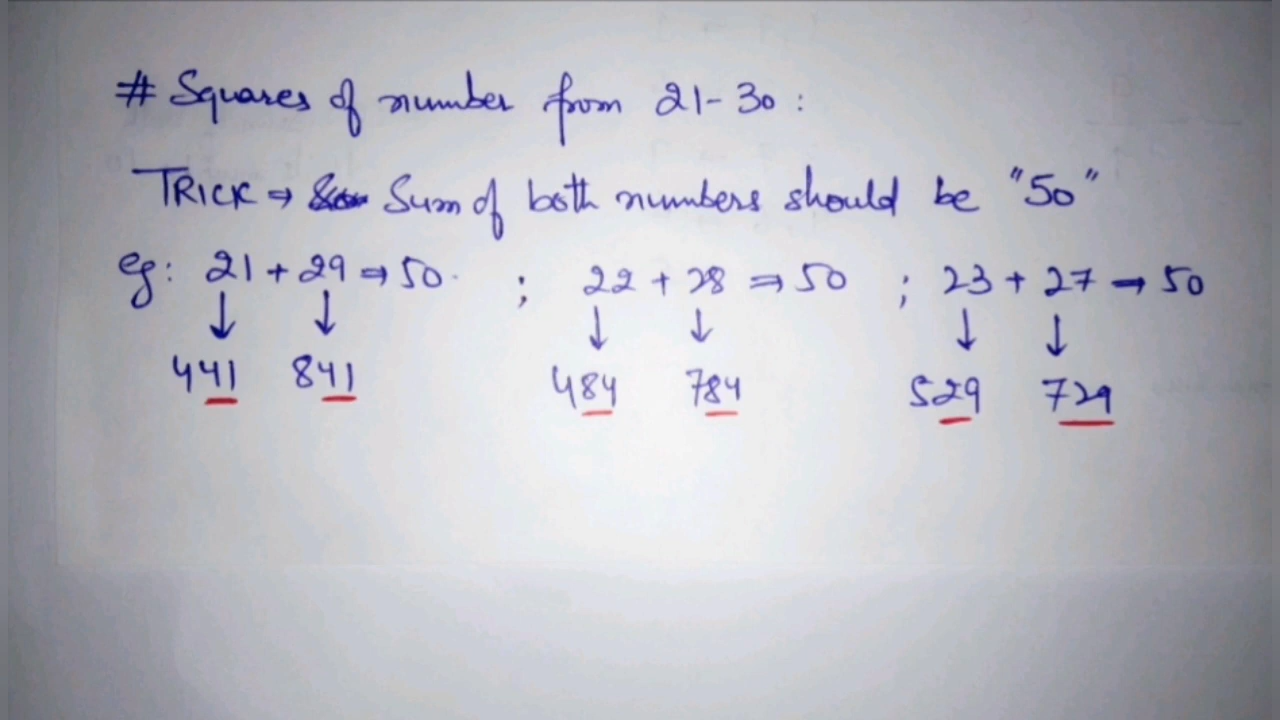 # Squares of number from 21-30 :
TRICK → Sum of both numbers should be "50"
eg: 21 + 29 ⇒ 50 ; 22 + 28 ⇒ 50 ; 23 + 27 → 50
↓ ↓ ↓ ↓ ↓ ↓
441 841 484 784 529 729